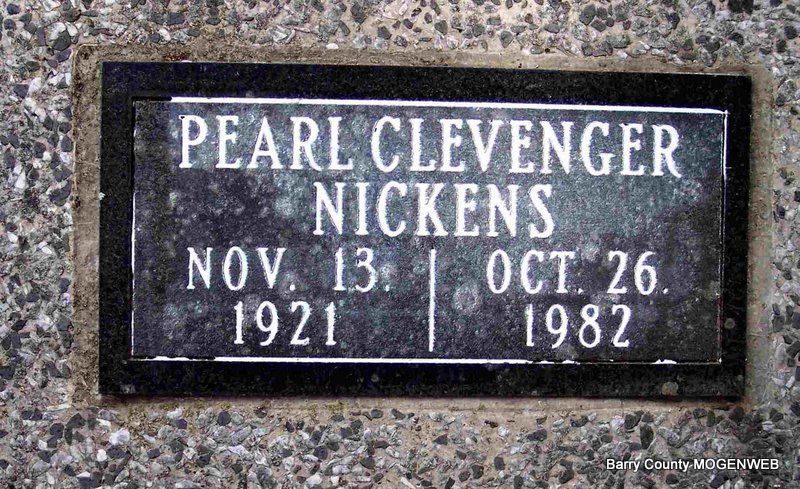 PEARL CLEVENGER
NICKENS
NOV. 13. OCT. 26.
1921 1982
Barry County MOGENWEB